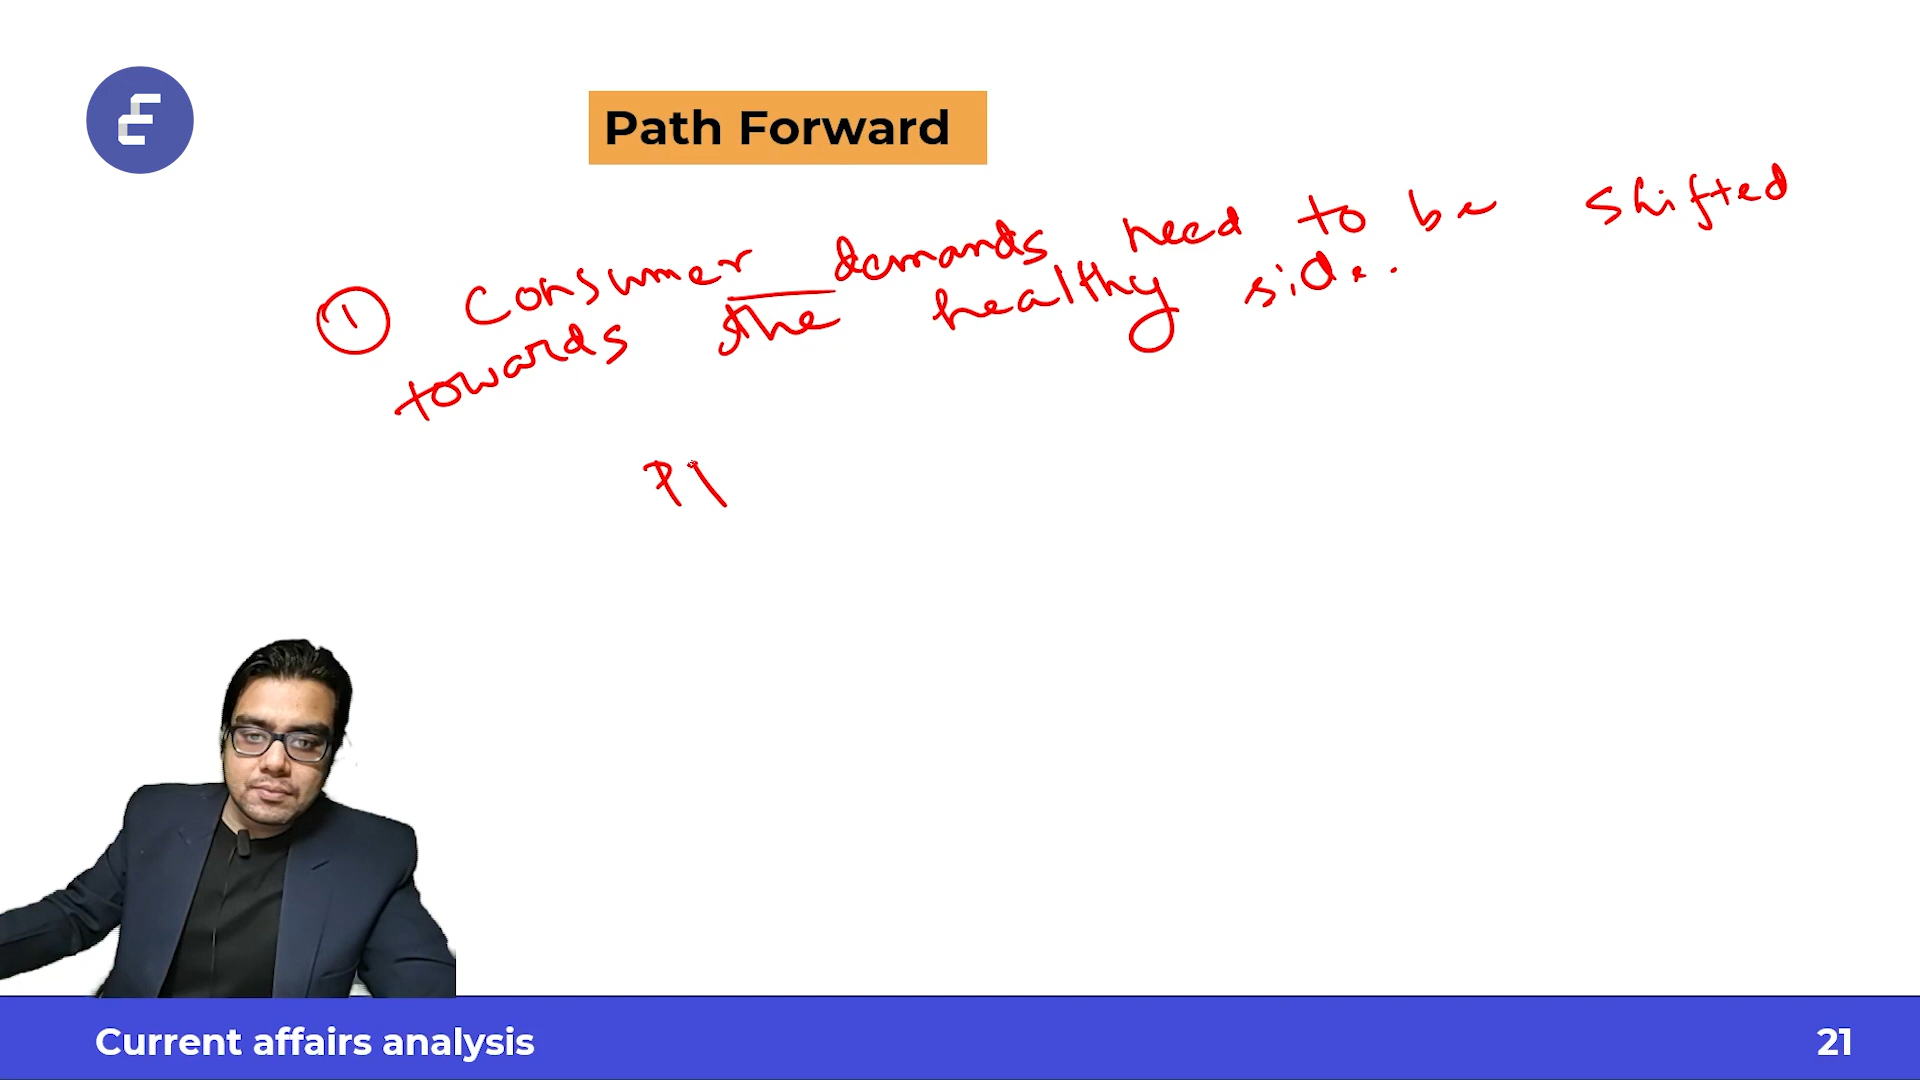 Path Forward
① Consumer demands need to be shifted
towards the healthy side.
Current affairs analysis
21